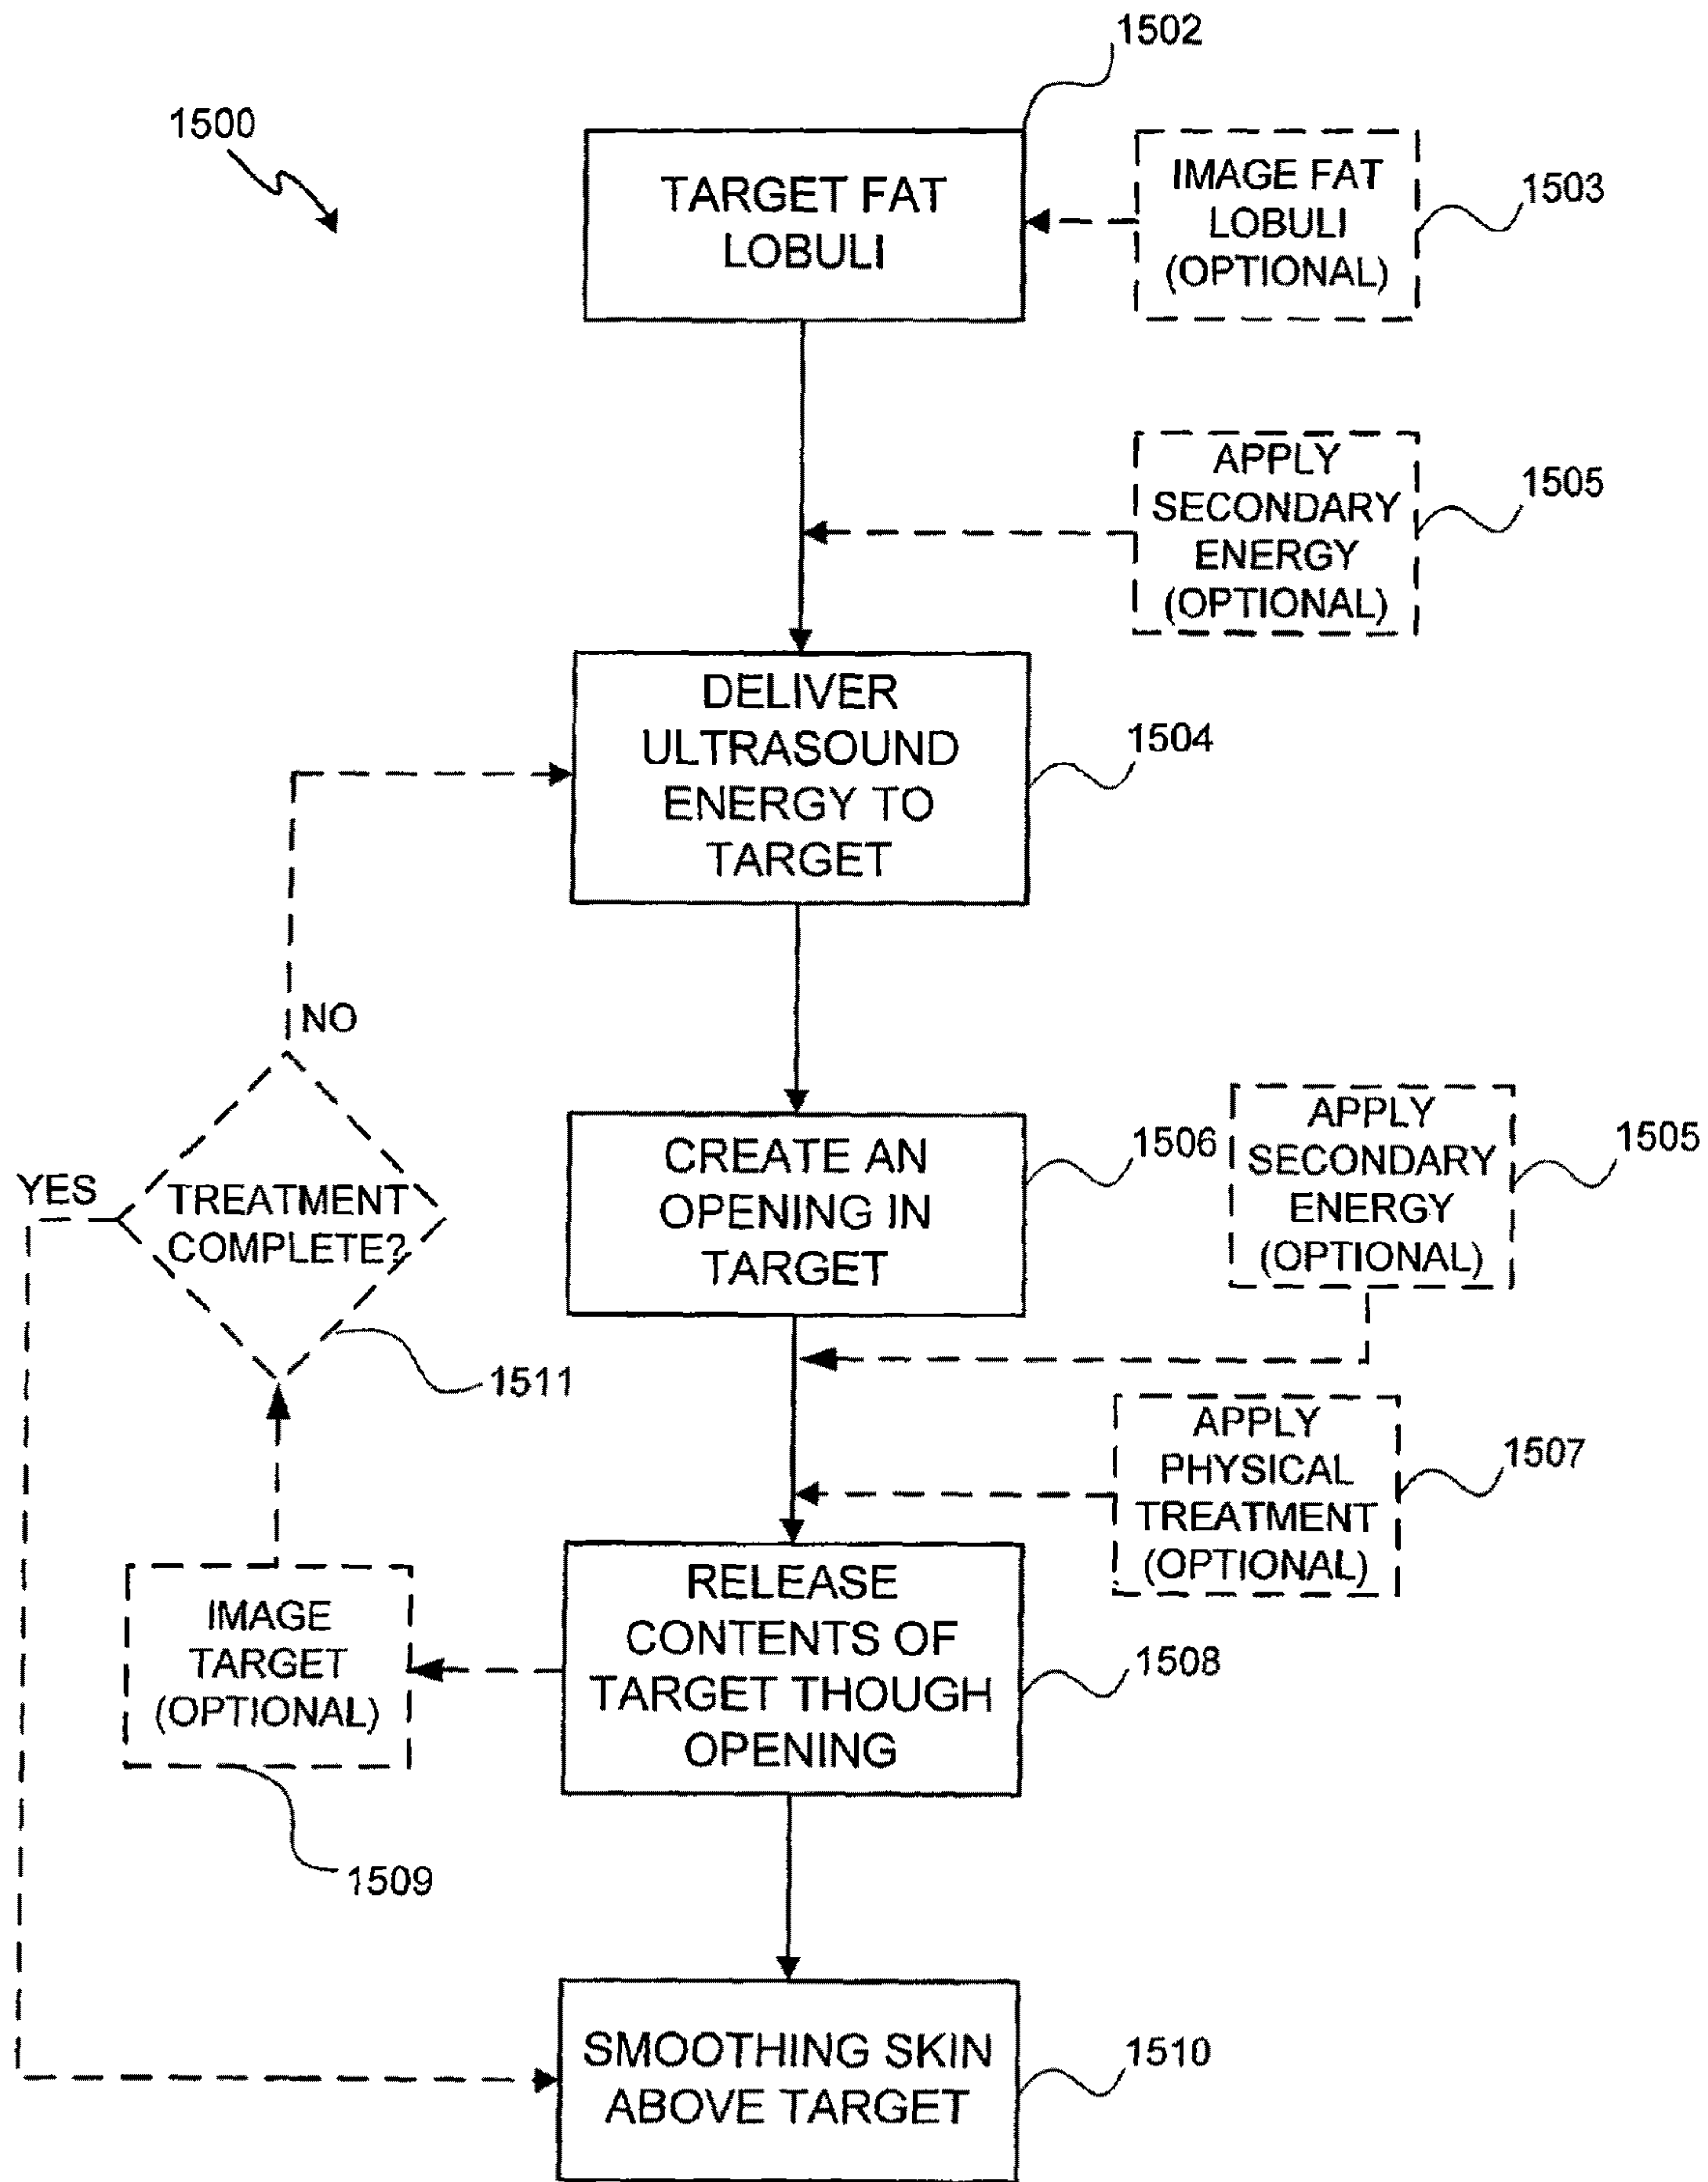 1502
1500
TARGET FAT
LOBULI
IMAGE FAT
LOBULI
(OPTIONAL)
1503
APPLY
SECONDARY
ENERGY
(OPTIONAL)
1505
DELIVER
ULTRASOUND
ENERGY TO
TARGET
1504
NO
YES
TREATMENT
COMPLETE?
1511
CREATE AN
OPENING IN
TARGET
1506
APPLY
SECONDARY
ENERGY
(OPTIONAL)
1505
APPLY
PHYSICAL
TREATMENT
(OPTIONAL)
1507
RELEASE
CONTENTS OF
TARGET THOUGH
OPENING
1508
IMAGE
TARGET
(OPTIONAL)
1509
SMOOTHING SKIN
ABOVE TARGET
1510